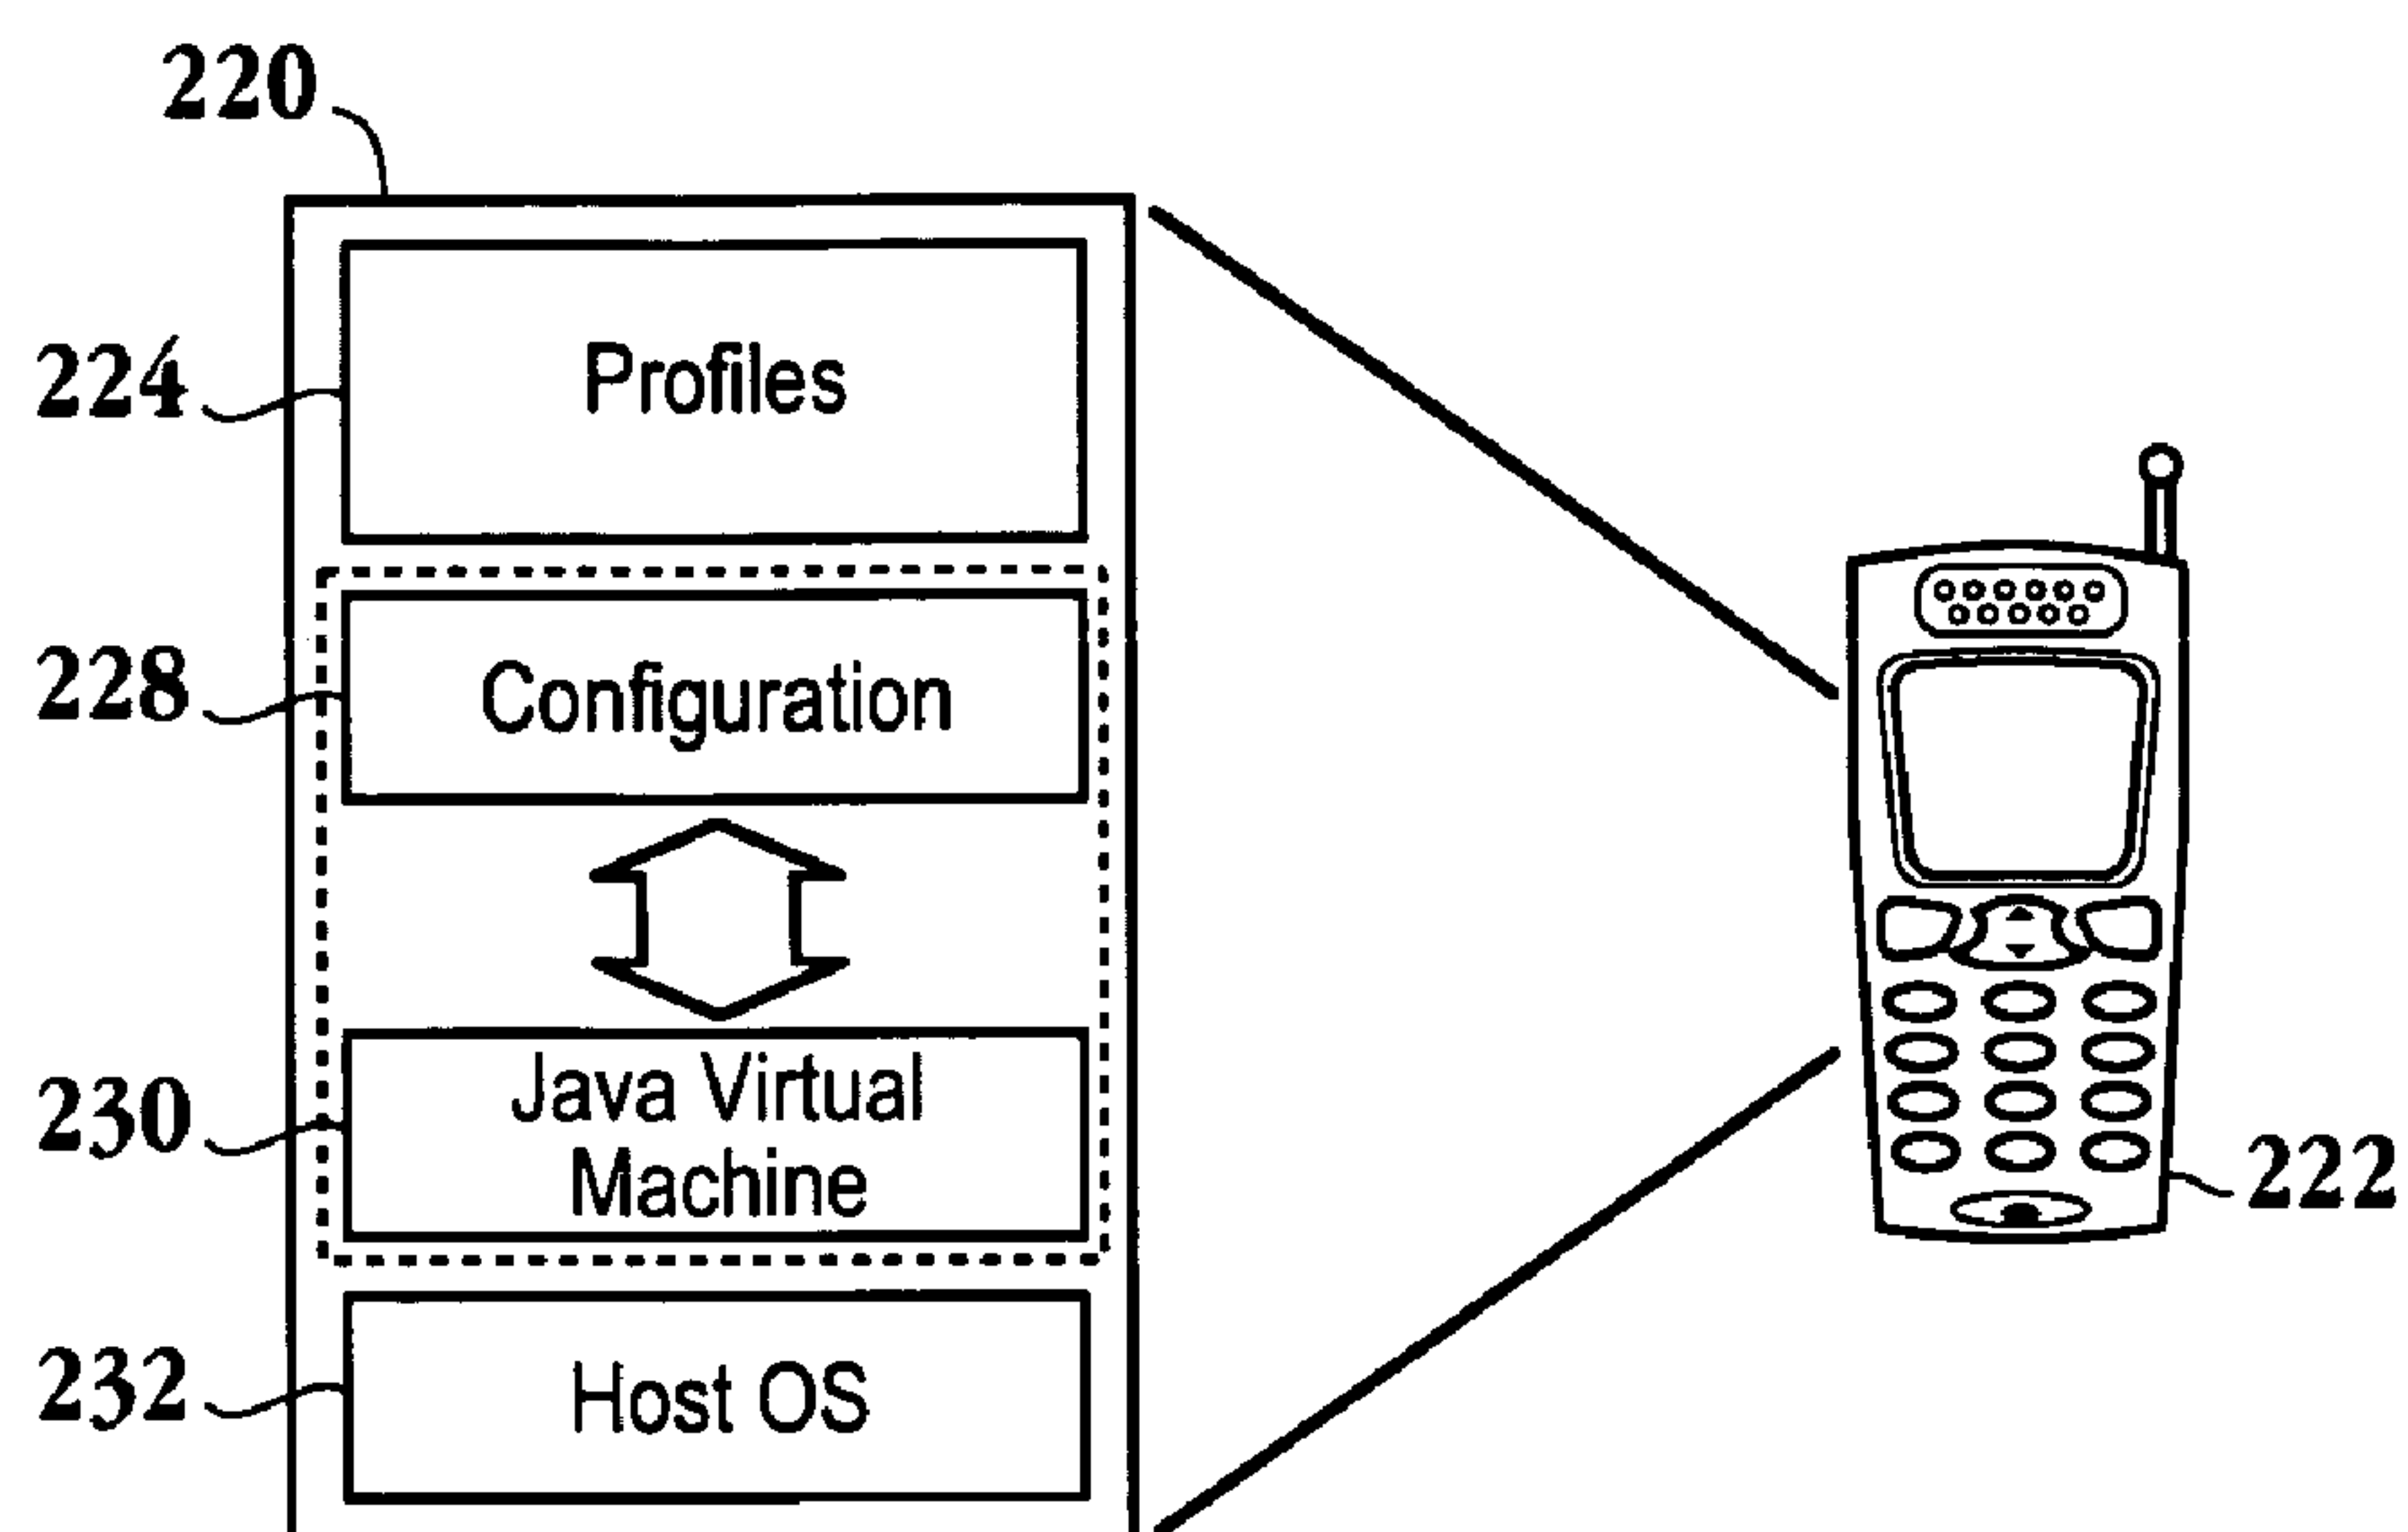 220
224
Profiles
228
Configuration
230
Java Virtual
Machine
222
232
Host OS